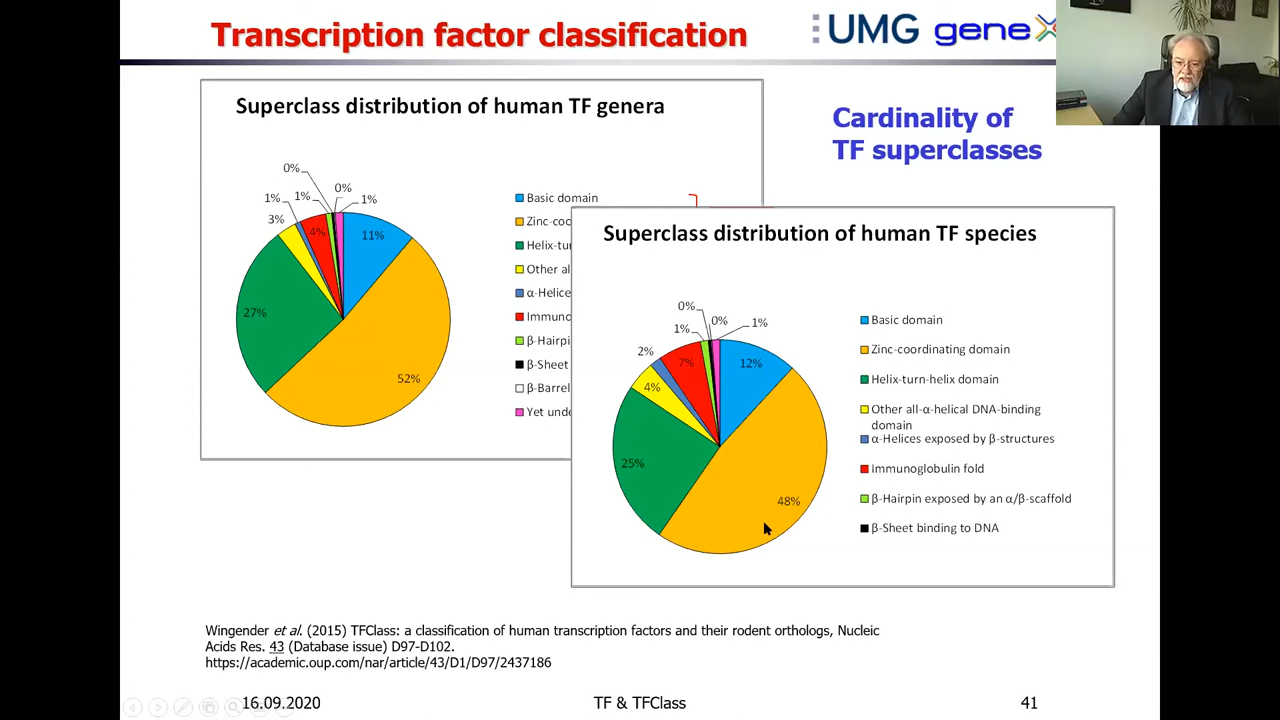 Transcription factor classification
UMG geneX
Superclass distribution of human TF genera
Cardinality of
TF superclasses
0%
0%
1%
1%
1%
3%
4%
11%
27%
52%
Basic domain
Zinc-coo
Helix-tur
Other al
α-Helice
Immuno
β-Hairpi
β-Sheet
β-Barrel
Yet unde
Superclass distribution of human TF species
0%
0%
1%
1%
2%
7%
12%
4%
25%
48%
Basic domain
Zinc-coordinating domain
Helix-turn-helix domain
Other all-α-helical DNA-binding
domain
α-Helices exposed by β-structures
Immunoglobulin fold
β-Hairpin exposed by an α/β-scaffold
β-Sheet binding to DNA
Wingender et al. (2015) TFClass: a classification of human transcription factors and their rodent orthologs, Nucleic
Acids Res. 43 (Database issue) D97-D102.
https://academic.oup.com/nar/article/43/D1/D97/2437186
16.09.2020
TF & TFClass
41